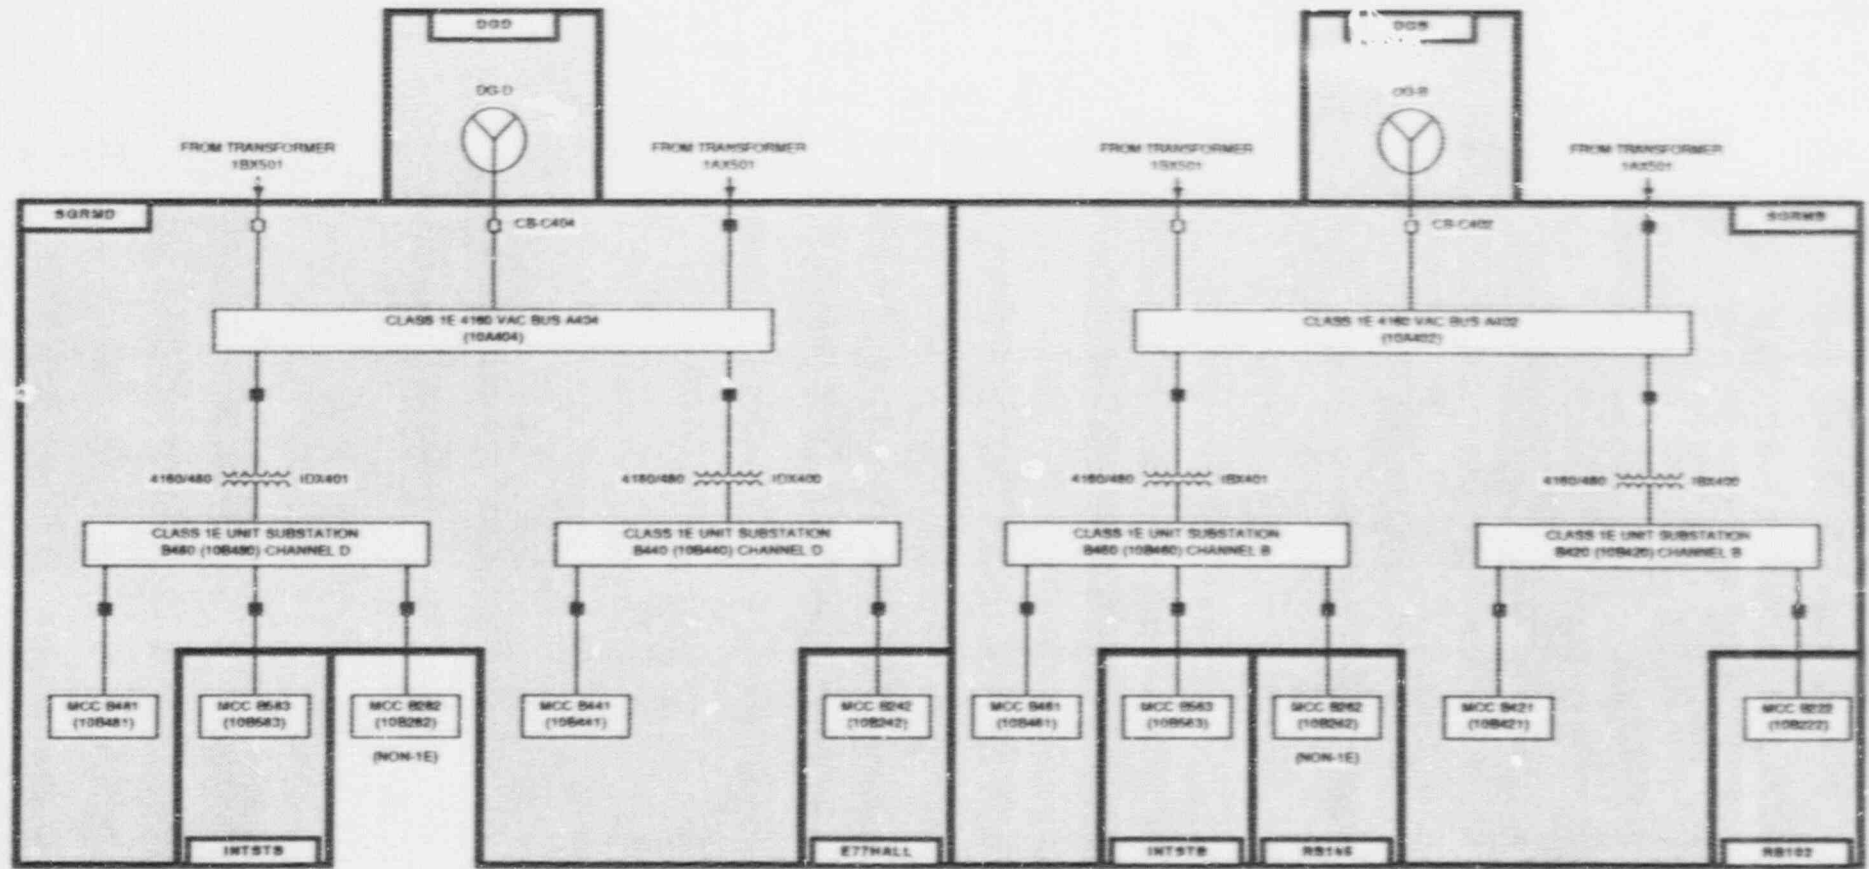 DGD
DGB
DG-D
DG-B
FROM TRANSFORMER
1BX501
FROM TRANSFORMER
1AX501
FROM TRANSFORMER
1BX501
FROM TRANSFORMER
1AX501
SGRMD
CB-C404
CB-C402
SGRMB
CLASS 1E 4160 VAC BUS A404
(10A404)
CLASS 1E 4160 VAC BUS A402
(10A402)
4160/480
IDX401
4160/480
IDX400
4160/480
IBX401
4160/480
1BX400
CLASS 1E UNIT SUBSTATION
B480 (10B480) CHANNEL D
CLASS 1E UNIT SUBSTATION
B440 (10B440) CHANNEL D
CLASS 1E UNIT SUBSTATION
B460 (10B460) CHANNEL B
CLASS 1E UNIT SUBSTATION
B420 (10B420) CHANNEL B
MCC B481
(10B481)
MCC B583
(10B583)
MCC B282
(10B282)
(NON-1E)
MCC B441
(10B441)
MCC B242
(10B242)
MCC B461
(10B461)
MCC B563
(10B563)
MCC B262
(10B262)
(NON-1E)
MCC B421
(10B421)
MCC B222
(10B222)
INTSTB
E77HALL
INTSTB
RB102